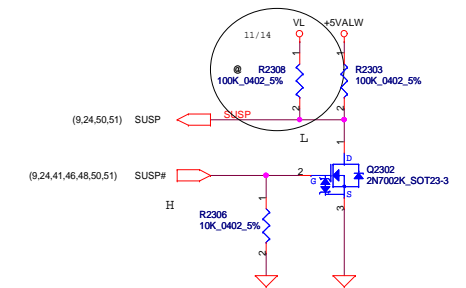 11/14
VL
+5VALW
1
1
@
R2308
100K_0402_5%
R2303
100K_0402_5%
2
2
(9,24,50,51)
SUSP
SUSP
L
1
D
(9,24,41,46,48,50,51)
SUSP#
2
G
Q2302
2N7002K_SOT23-3
S
H
1
3
R2306
10K_0402_5%
2